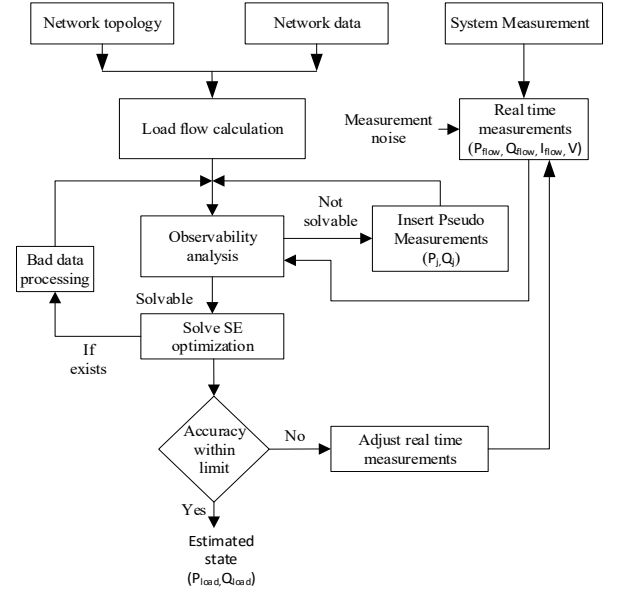 Network topology
Network data
System Measurement
Load flow calculation
Measurement
noise
Real time
measurements
(Pflow, Qflow, Iflow, V)
Not
solvable
Observability
analysis
Insert Pseudo
Measurements
(Pj,Qj)
Bad data
processing
Solvable
Solve SE
optimization
If
exists
Accuracy
within
limit
No
Adjust real time
measurements
Yes
Estimated
state
(Pload,Qload)